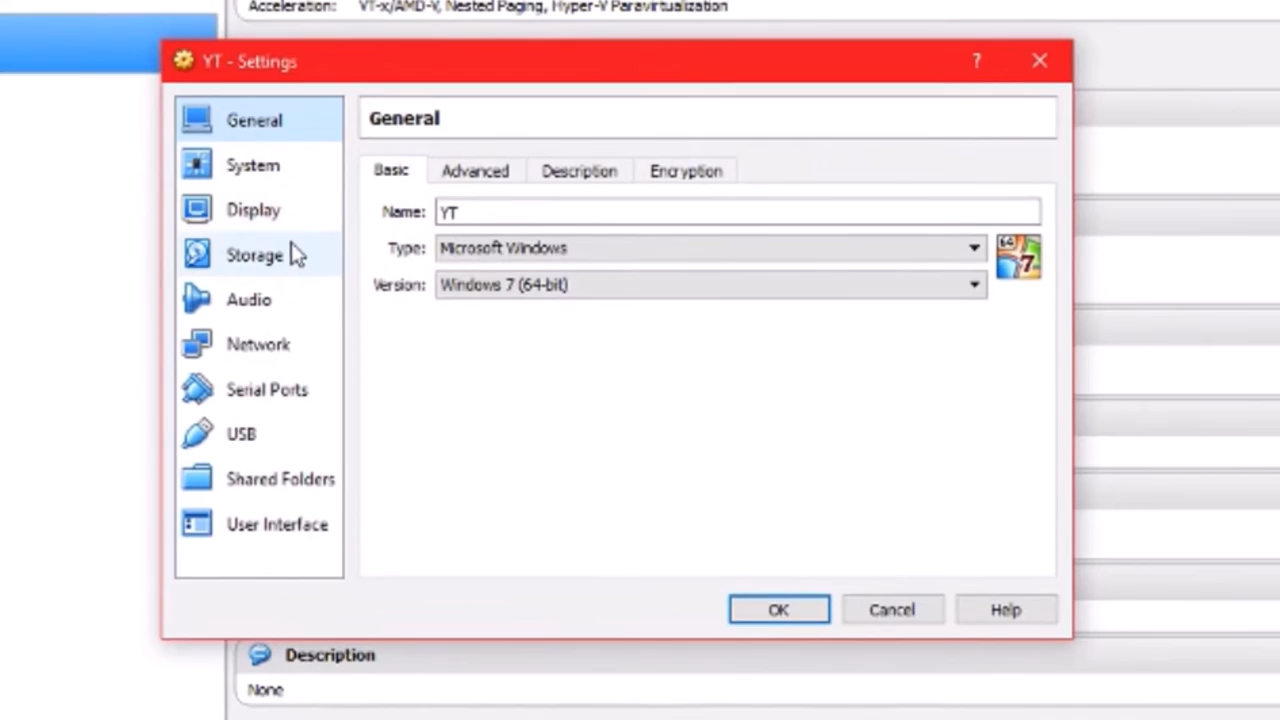 Acceleration: VT-x/AMD-V, Nested Paging, Hyper-V Paravirtualization
YT - Settings
?
General
System
Display
Storage
Audio
Network
Serial Ports
USB
Shared Folders
User Interface
General
Basic Advanced Description Encryption
Name: YT
Type: Microsoft Windows
64
7
Version: Windows 7 (64-bit)
OK Cancel Help
Description
None